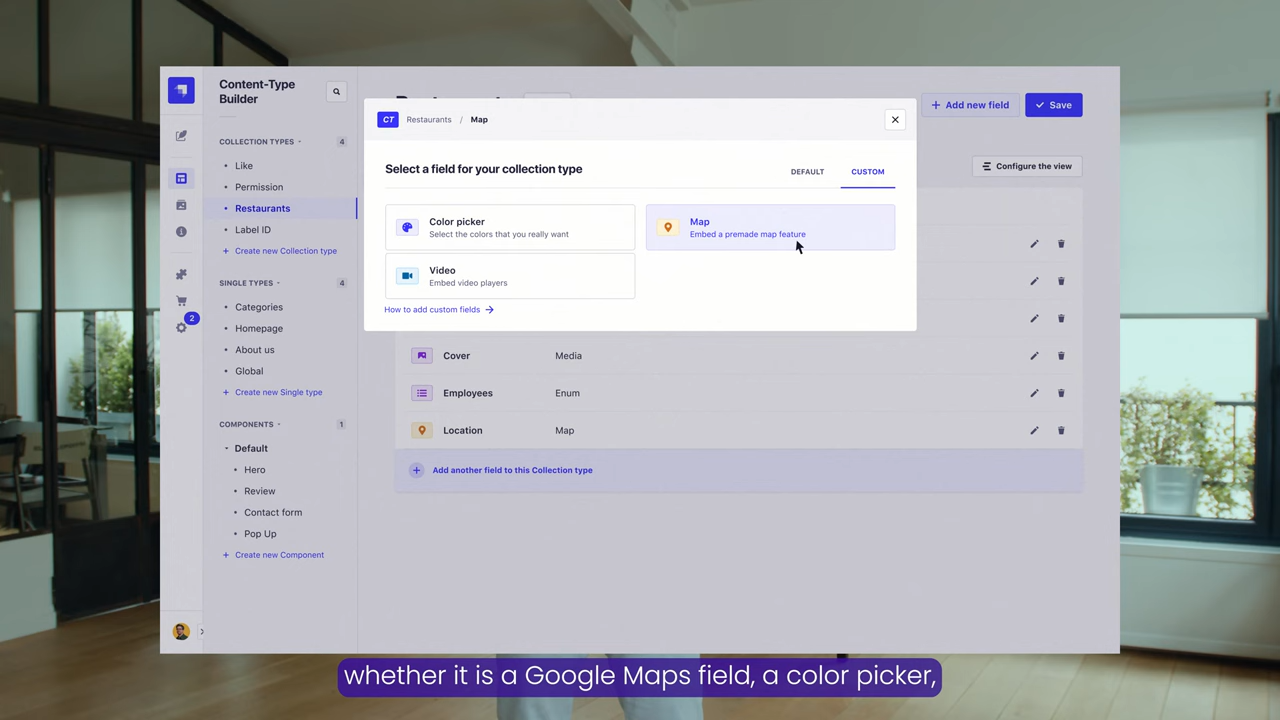 Content-Type
Builder
COLLECTION TYPES
4
Like
Permission
Restaurants
Label ID
+ Create new Collection type
SINGLE TYPES
4
Categories
Homepage
About us
Global
+ Create new Single type
COMPONENTS
1
Default
Hero
Review
Contact form
Pop Up
+ Create new Component
2
+ Add new field
Save
Configure the view
CT
Restaurants / Map
Select a field for your collection type
DEFAULT
CUSTOM
Color picker
Select the colors that you really want
Map
Embed a premade map feature
Video
Embed video players
How to add custom fields
Cover
Media
Employees
Enum
Location
Map
Add another field to this Collection type
whether it is a Google Maps field, a color picker,